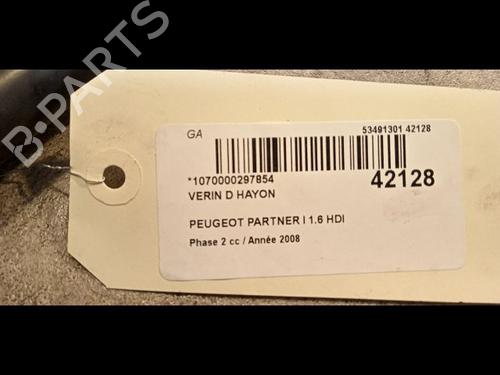 B-PARTS
GA
53491301 42128
*1070000297854
42128
VERIN D HAYON
PEUGEOT PARTNER I 1.6 HDI
Phase 2 cc / Année 2008